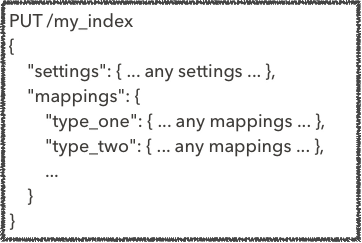 PUT /my_index
{
"settings": { ... any settings ... },
"mappings": {
"type_one": { ... any mappings ... },
"type_two": { ... any mappings ... },
...
}
}